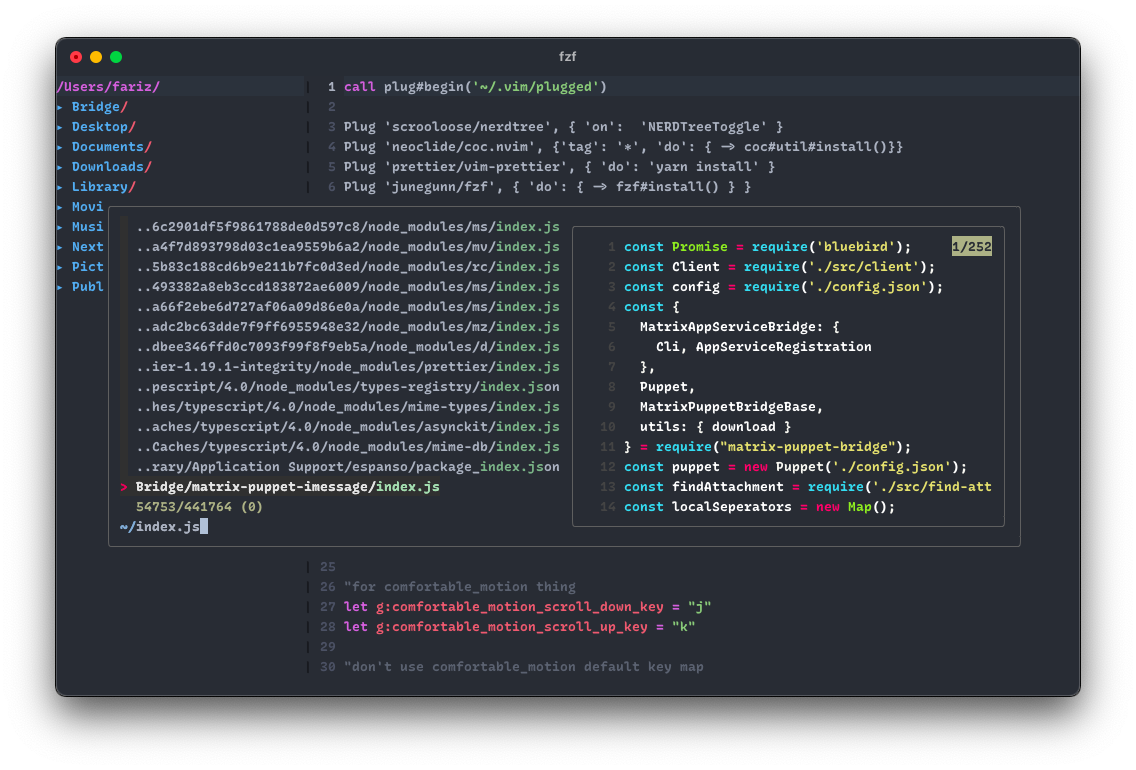 fzf
/Users/fariz/
▸ Bridge/
▸ Desktop/
▸ Documents/
▸ Downloads/
▸ Library/
▸ Movi
▸ Musi
▸ Next
▸ Pict
▸ Publ
1 call plug#begin('~/.vim/plugged')
2
3 Plug 'scrooloose/nerdtree', { 'on':  'NERDTreeToggle' }
4 Plug 'neoclide/coc.nvim', {'tag': '*', 'do': { -> coc#util#install()}}
5 Plug 'prettier/vim-prettier', { 'do': 'yarn install' }
6 Plug 'junegunn/fzf', { 'do': { -> fzf#install() } }
..6c2901df5f9861788de0d597c8/node_modules/ms/index.js
..a4f7d893798d03c1ea9559b6a2/node_modules/mv/index.js
..5b83c188cd6b9e211b7fc0d3ed/node_modules/rc/index.js
..493382a8eb3ccd183872ae6009/node_modules/ms/index.js
..a66f2ebe6d727af06a09d86e0a/node_modules/ms/index.js
..adc2bc63dde7f9ff6955948e32/node_modules/mz/index.js
..dbee346ffd0c7093f99f8f9eb5a/node_modules/d/index.js
..ier-1.19.1-integrity/node_modules/prettier/index.js
..pescript/4.0/node_modules/types-registry/index.json
..hes/typescript/4.0/node_modules/mime-types/index.js
..aches/typescript/4.0/node_modules/asynckit/index.js
..Caches/typescript/4.0/node_modules/mime-db/index.js
..rary/Application Support/espanso/package_index.json
> Bridge/matrix-puppet-imessage/index.js
54753/441764 (0)
~/index.js
1 const Promise = require('bluebird'); 1/252
2 const Client = require('./src/client');
3 const config = require('./config.json');
4 const {
5   MatrixAppServiceBridge: {
6     Cli, AppServiceRegistration
7   },
8   Puppet,
9   MatrixPuppetBridgeBase,
10   utils: { download }
11 } = require("matrix-puppet-bridge");
12 const puppet = new Puppet('./config.json');
13 const findAttachment = require('./src/find-att
14 const localSeperators = new Map();
25
26 "for comfortable_motion thing
27 let g:comfortable_motion_scroll_down_key = "j"
28 let g:comfortable_motion_scroll_up_key = "k"
29
30 "don't use comfortable_motion default key map